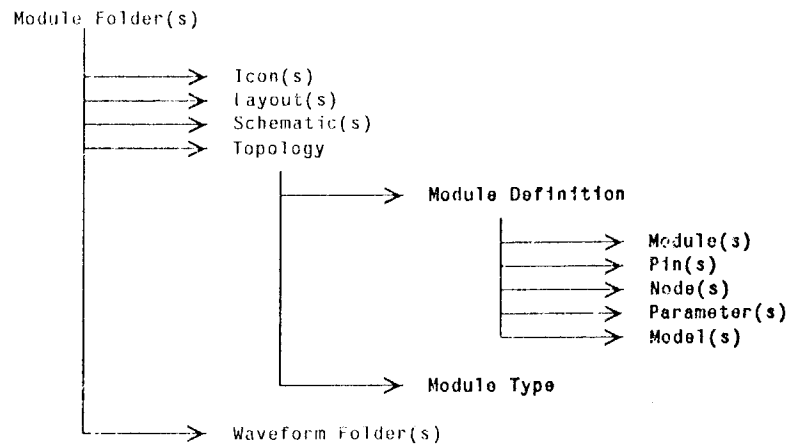 Module Folder(s)
Icon(s)
Layout(s)
Schematic(s)
Topology
Module Definition
Module(s)
Pin(s)
Node(s)
Parameter(s)
Model(s)
Module Type
Waveform Folder(s)